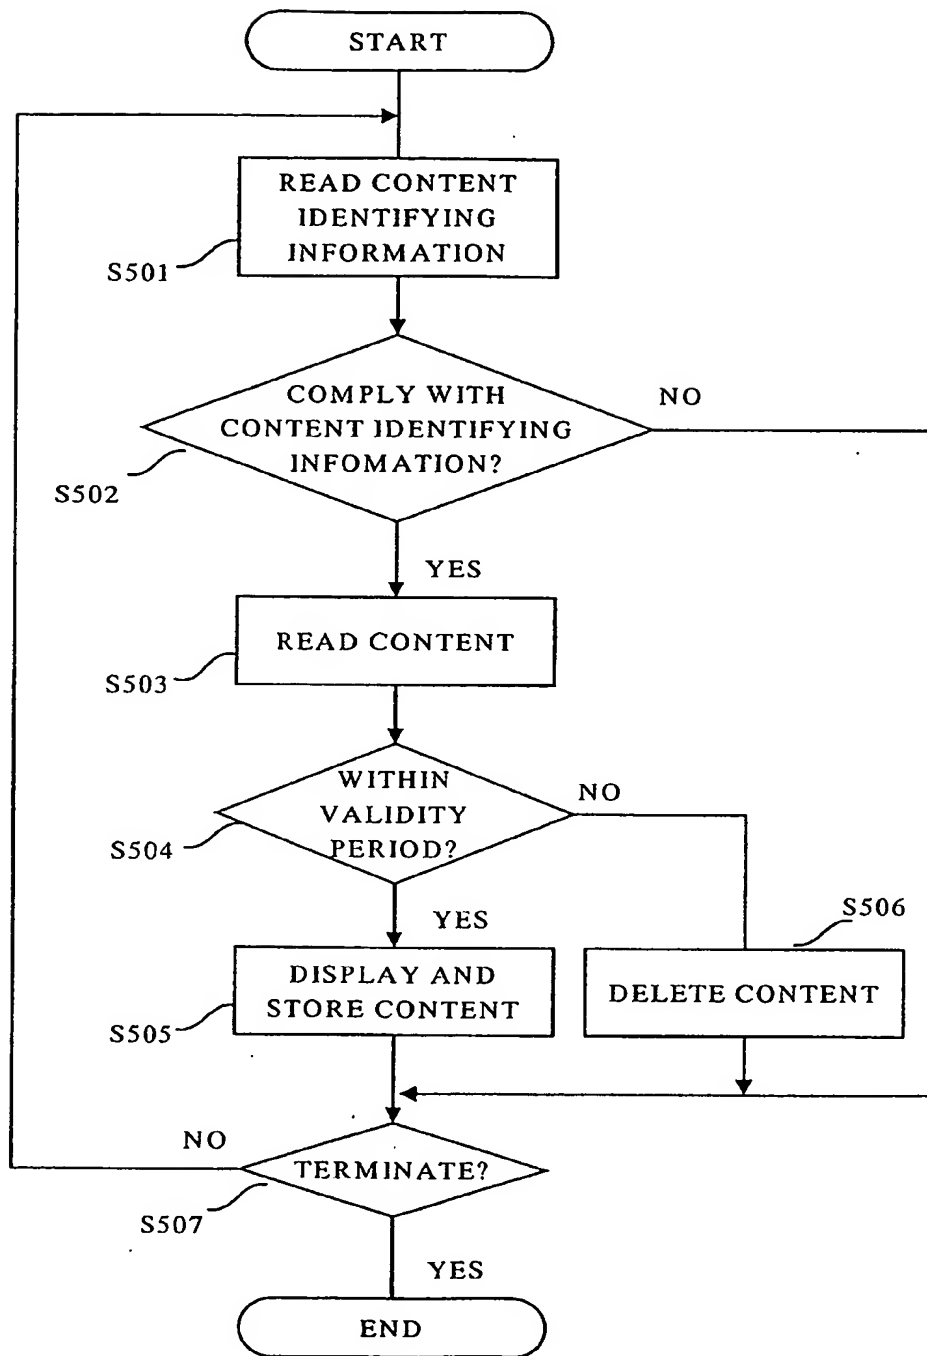 START
READ CONTENT
IDENTIFYING
INFORMATION
S501
COMPLY WITH
CONTENT IDENTIFYING
INFOMATION?
NO
S502
YES
READ CONTENT
S503
WITHIN
VALIDITY
PERIOD?
NO
S504
YES
S506
DISPLAY AND
STORE CONTENT
DELETE CONTENT
S505
NO
TERMINATE?
S507
YES
END